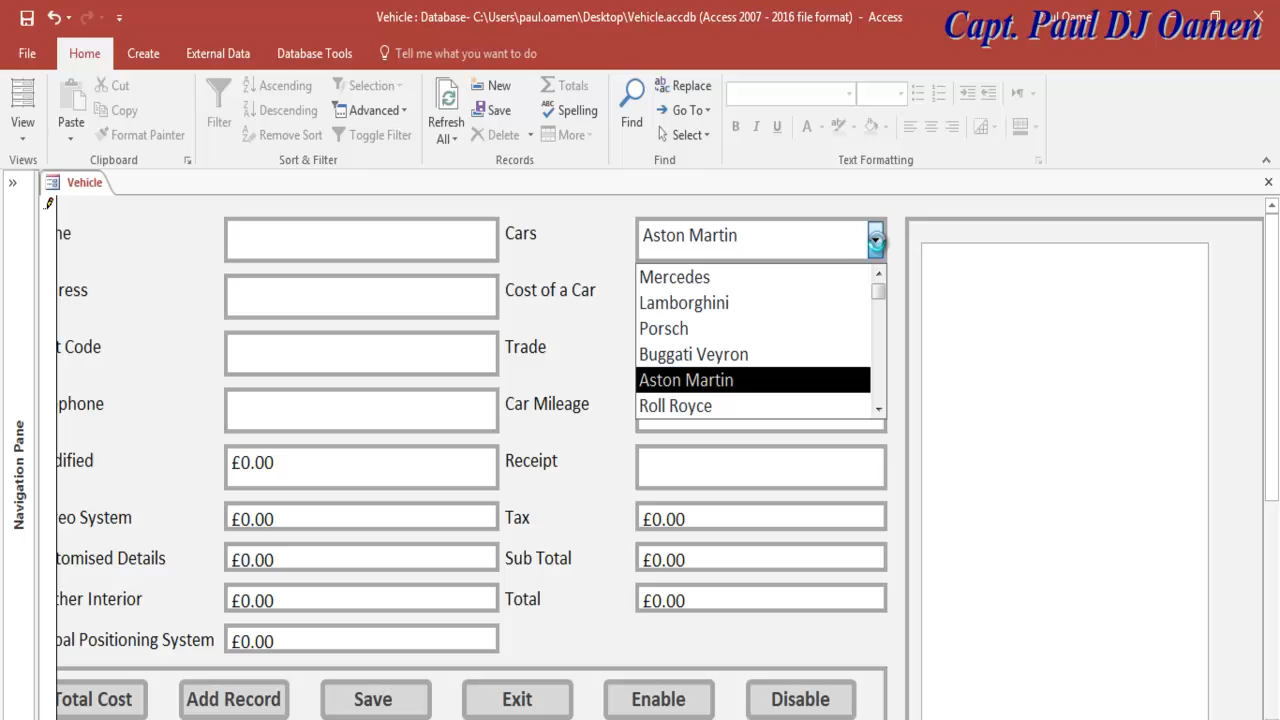 Vehicle : Database- C:\Users\paul.oamen\Desktop\Vehicle.accdb (Access 2007 - 2016 file format) - Access
Capt. Paul DJ Oamen
File Home Create External Data Database Tools Tell me what you want to do
View
Views
Paste
Cut
Copy
Format Painter
Clipboard
Filter
Ascending
Descending
Remove Sort
Selection
Advanced
Toggle Filter
Sort & Filter
Refresh
All
New
Save
Delete
Totals
Spelling
More
Records
Find
Replace
Go To
Select
Find
B I U A
Text Formatting
Vehicle
Navigation Pane
ne Cars Aston Martin
ress Cost of a Car
t Code Trade
phone Car Mileage
Mercedes
Lamborghini
Porsch
Buggati Veyron
Aston Martin
Roll Royce
dified £0.00 Receipt
eo System £0.00 Tax £0.00
tomised Details £0.00 Sub Total £0.00
ther Interior £0.00 Total £0.00
bal Positioning System £0.00
Total Cost Add Record Save Exit Enable Disable